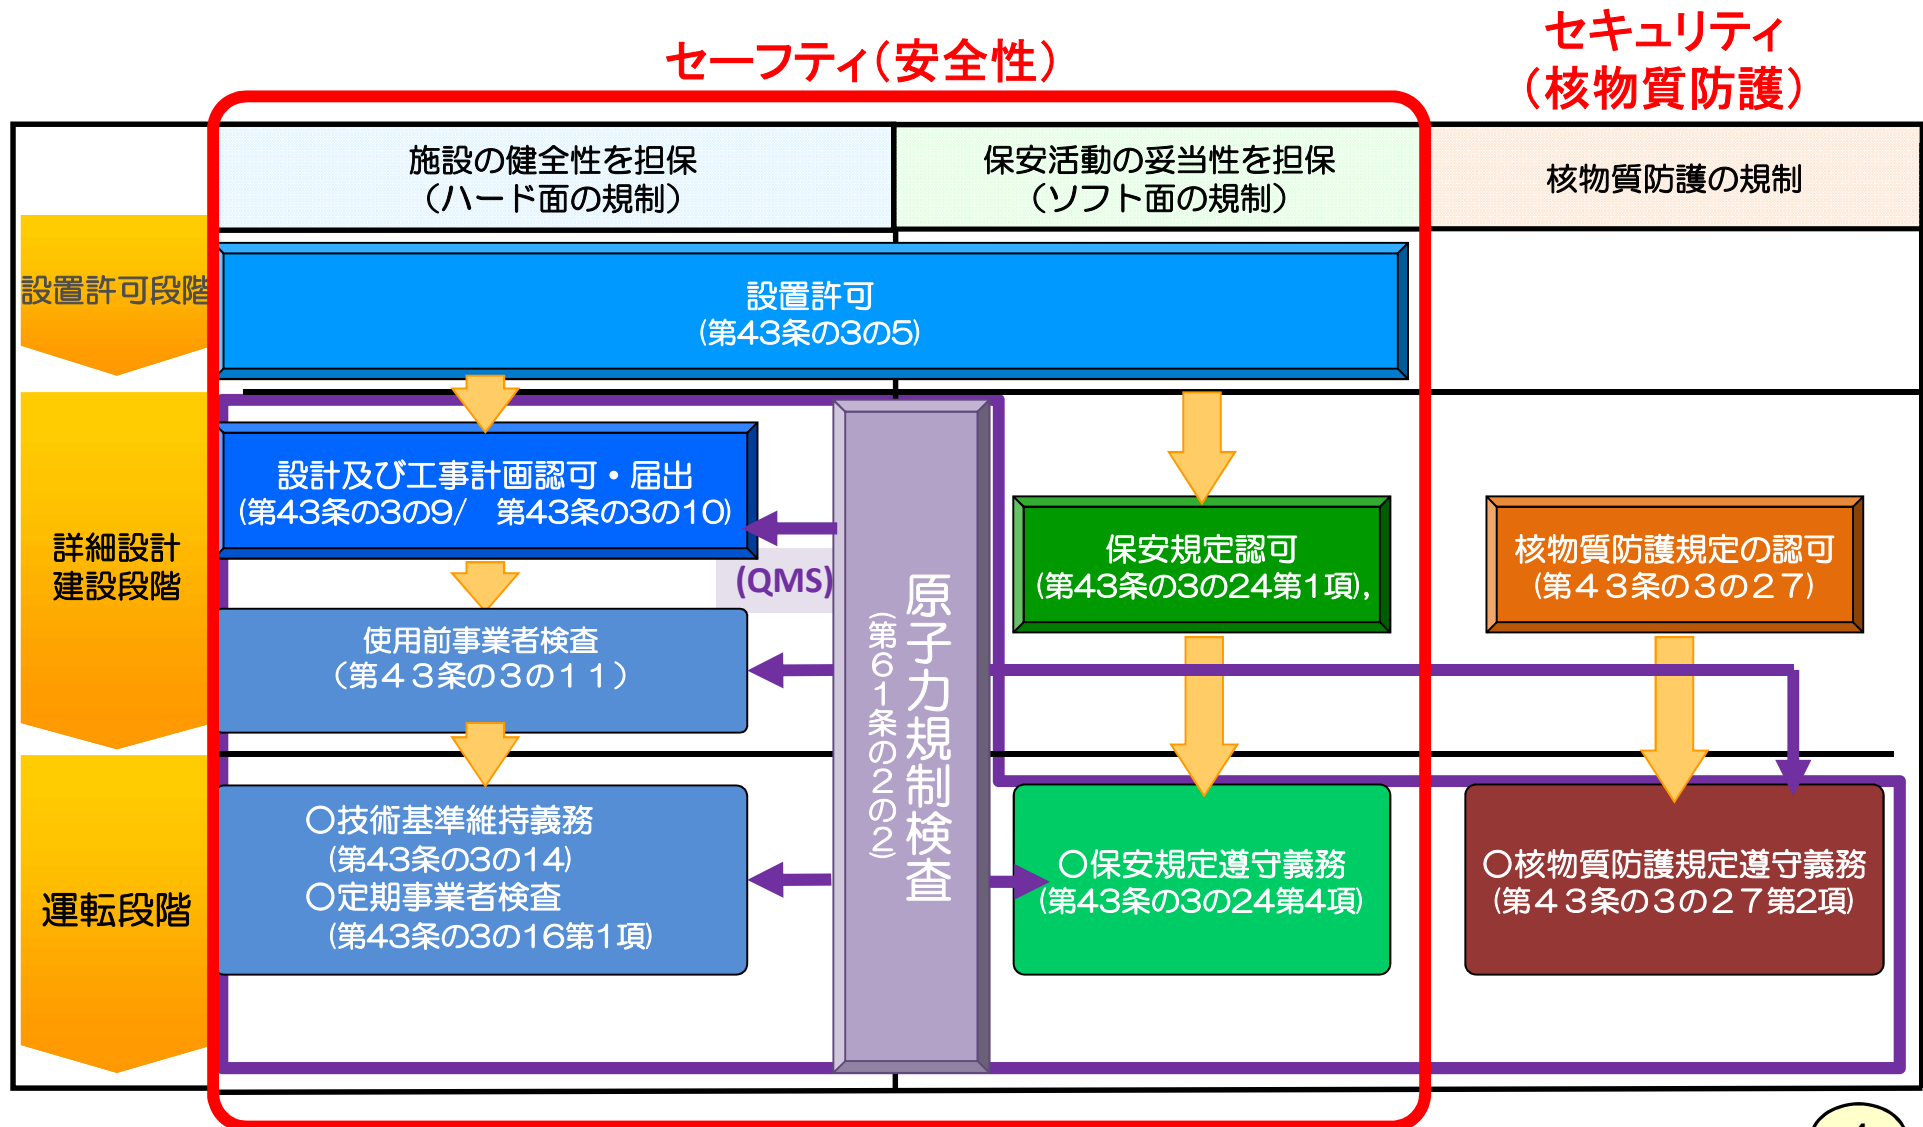 セーフティ（安全性）
セキュリティ
（核物質防護）
施設の健全性を担保
（ハード面の規制）
保安活動の妥当性を担保
（ソフト面の規制）
核物質防護の規制
設置許可段階
設置許可
(第43条の3の5)
詳細設計
建設段階
設計及び工事計画認可・届出
(第43条の3の9/　第43条の3の10)
(QMS)
使用前事業者検査
（第４３条の３の１１）
原子力規制検査
(第61条の2の2)
保安規定認可
(第43条の3の24第1項),
核物質防護規定の認可
(第４３条の３の２７)
運転段階
○技術基準維持義務
(第43条の3の14)
○定期事業者検査
(第43条の3の16第1項)
○保安規定遵守義務
(第43条の3の24第4項)
○核物質防護規定遵守義務
(第４３条の３の２７第2項)